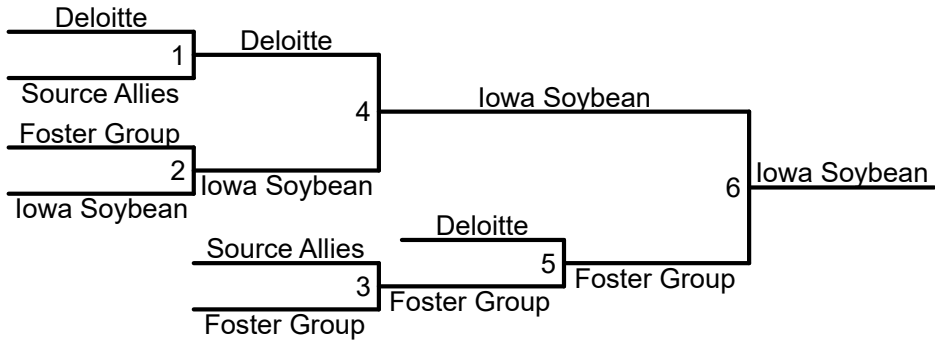 Deloitte
1
Source Allies
Deloitte
Foster Group
2
Iowa Soybean
Iowa Soybean
4
Iowa Soybean
Source Allies
3
Foster Group
Deloitte
5
Foster Group
Foster Group
6
Iowa Soybean